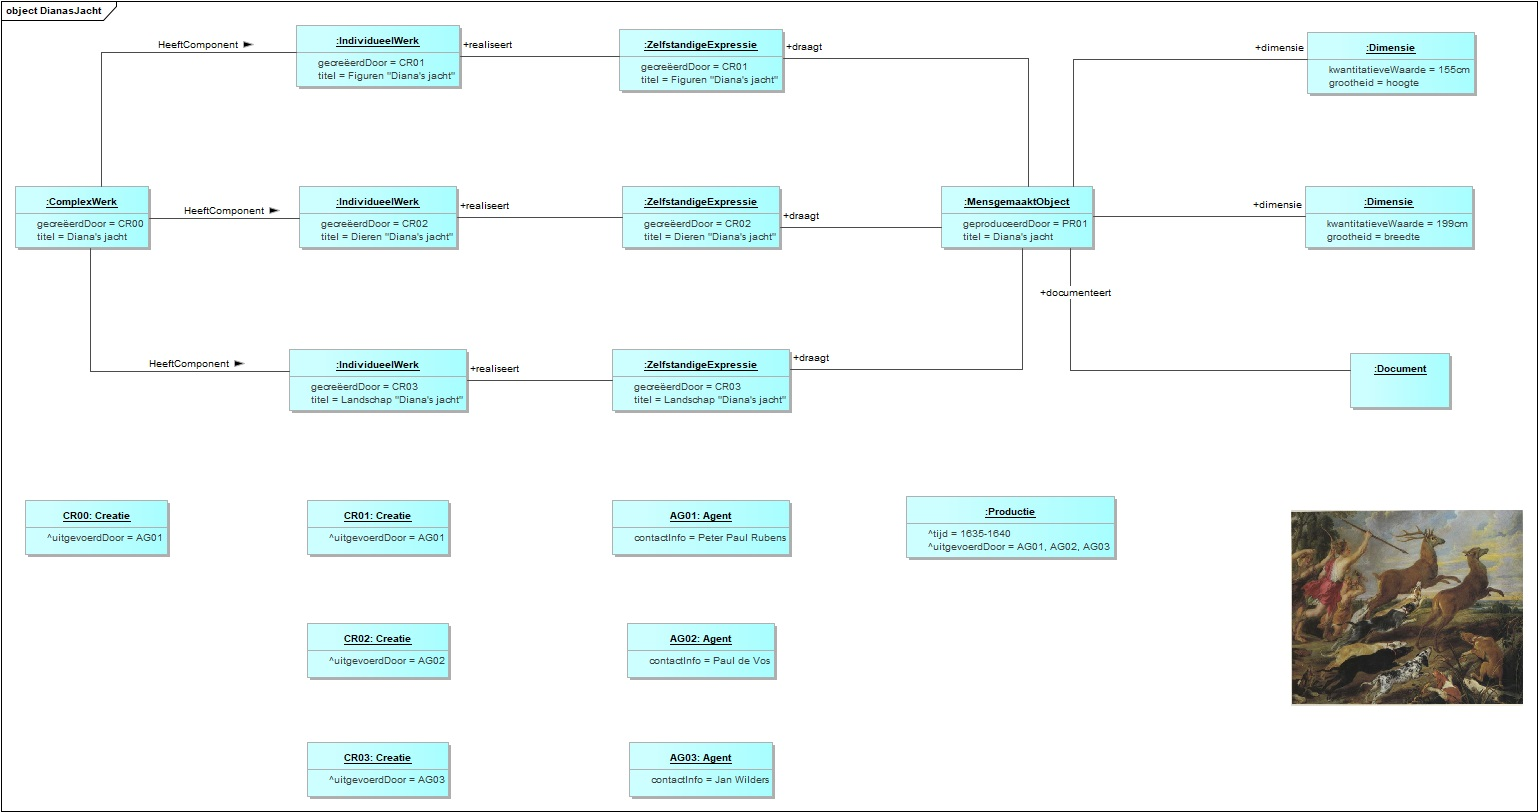 object DianasJacht
HeeftComponent
:IndividueelWerk
gecreëerdDoor = CR01
titel = Figuren "Diana's jacht"
+realiseert
:ZelfstandigeExpressie
gecreëerdDoor = CR01
titel = Figuren "Diana's jacht"
+draagt
+dimensie
:Dimensie
kwantitatieveWaarde = 155cm
grootheid = hoogte
:ComplexWerk
gecreëerdDoor = CR00
titel = Diana's jacht
HeeftComponent
:IndividueelWerk
gecreëerdDoor = CR02
titel = Dieren "Diana's jacht"
+realiseert
:ZelfstandigeExpressie
gecreëerdDoor = CR02
titel = Dieren "Diana's jacht"
+draagt
:MensgemaaktObject
geproduceerdDoor = PR01
titel = Diana's jacht
+dimensie
:Dimensie
kwantitatieveWaarde = 199cm
grootheid = breedte
+documenteert
HeeftComponent
:IndividueelWerk
gecreëerdDoor = CR03
titel = Landschap "Diana's jacht"
+realiseert
:ZelfstandigeExpressie
gecreëerdDoor = CR03
titel = Landschap "Diana's jacht"
+draagt
:Document
CR00: Creatie
^uitgevoerdDoor = AG01
CR01: Creatie
^uitgevoerdDoor = AG01
AG01: Agent
contactInfo = Peter Paul Rubens
:Productie
^tijd = 1635-1640
^uitgevoerdDoor = AG01, AG02, AG03
CR02: Creatie
^uitgevoerdDoor = AG02
AG02: Agent
contactInfo = Paul de Vos
CR03: Creatie
^uitgevoerdDoor = AG03
AG03: Agent
contactInfo = Jan Wilders